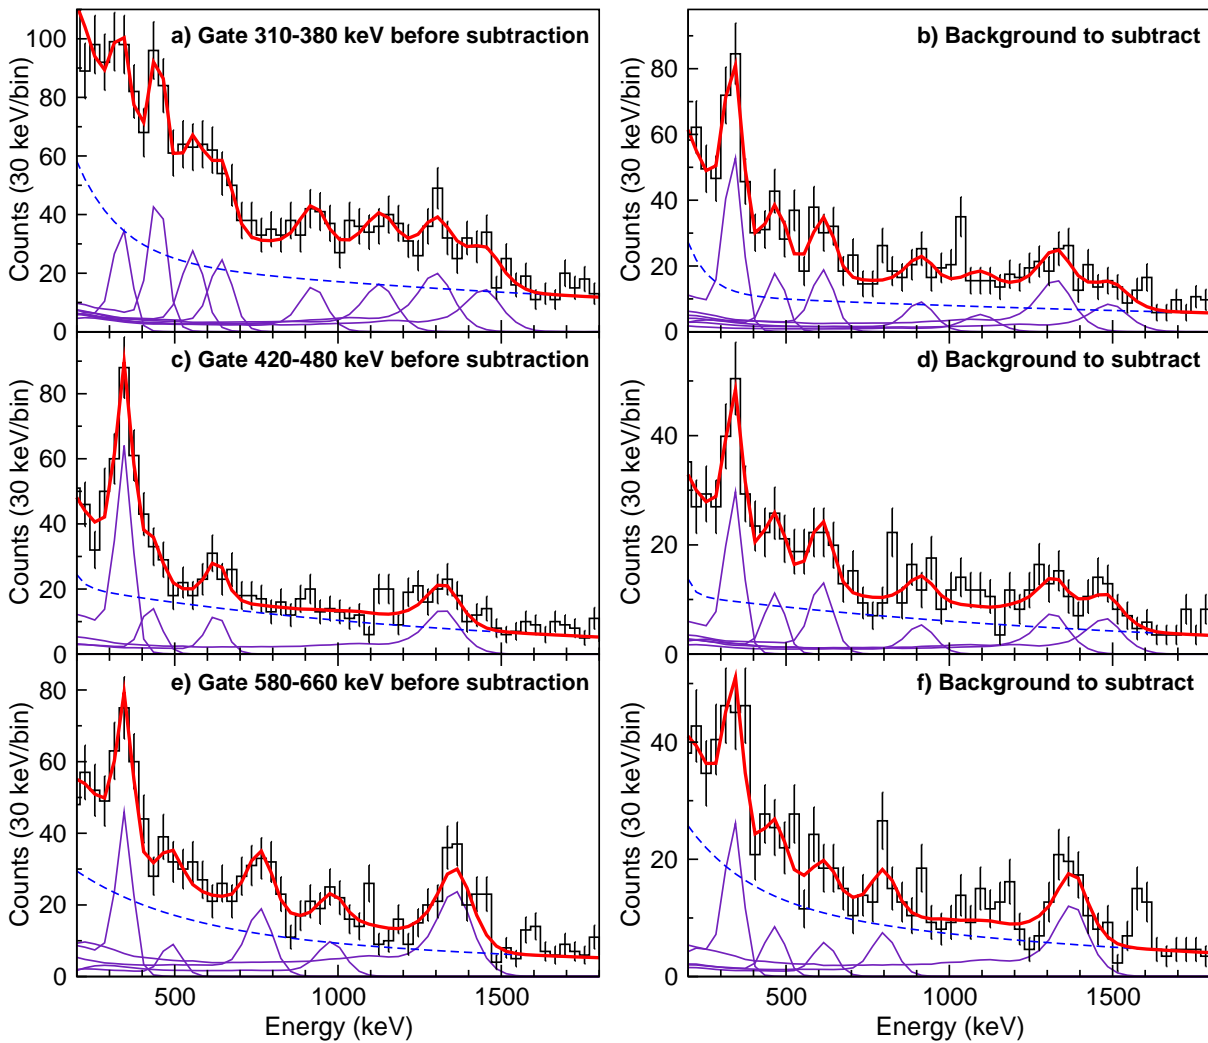 a) Gate 310-380 keV before subtraction
b) Background to subtract
Counts (30 keV/bin)
100
80
60
40
20
0
Counts (30 keV/bin)
80
60
40
20
0
c) Gate 420-480 keV before subtraction
d) Background to subtract
Counts (30 keV/bin)
80
60
40
20
0
Counts (30 keV/bin)
40
20
0
e) Gate 580-660 keV before subtraction
f) Background to subtract
Counts (30 keV/bin)
80
60
40
20
0
Counts (30 keV/bin)
40
20
0
500 1000 1500
500 1000 1500
Energy (keV)
Energy (keV)